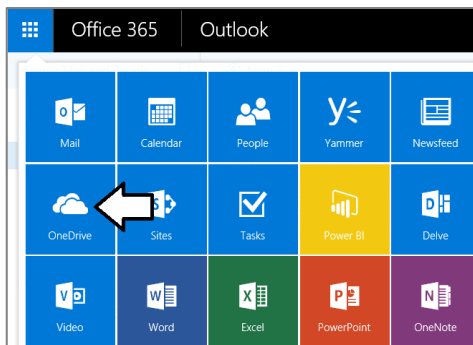 Office 365 Outlook
Mail Calendar People Yammer Newsfeed
OneDrive Sites Tasks Power BI Delve
Video Word Excel PowerPoint OneNote